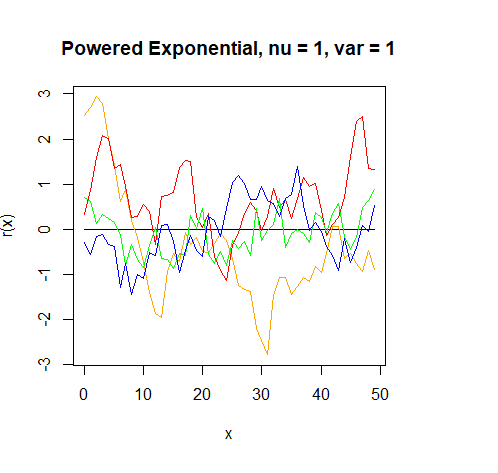 Powered Exponential, nu = 1, var = 1
r(x)
3
2
1
0
-1
-2
-3
0 10 20 30 40 50
x